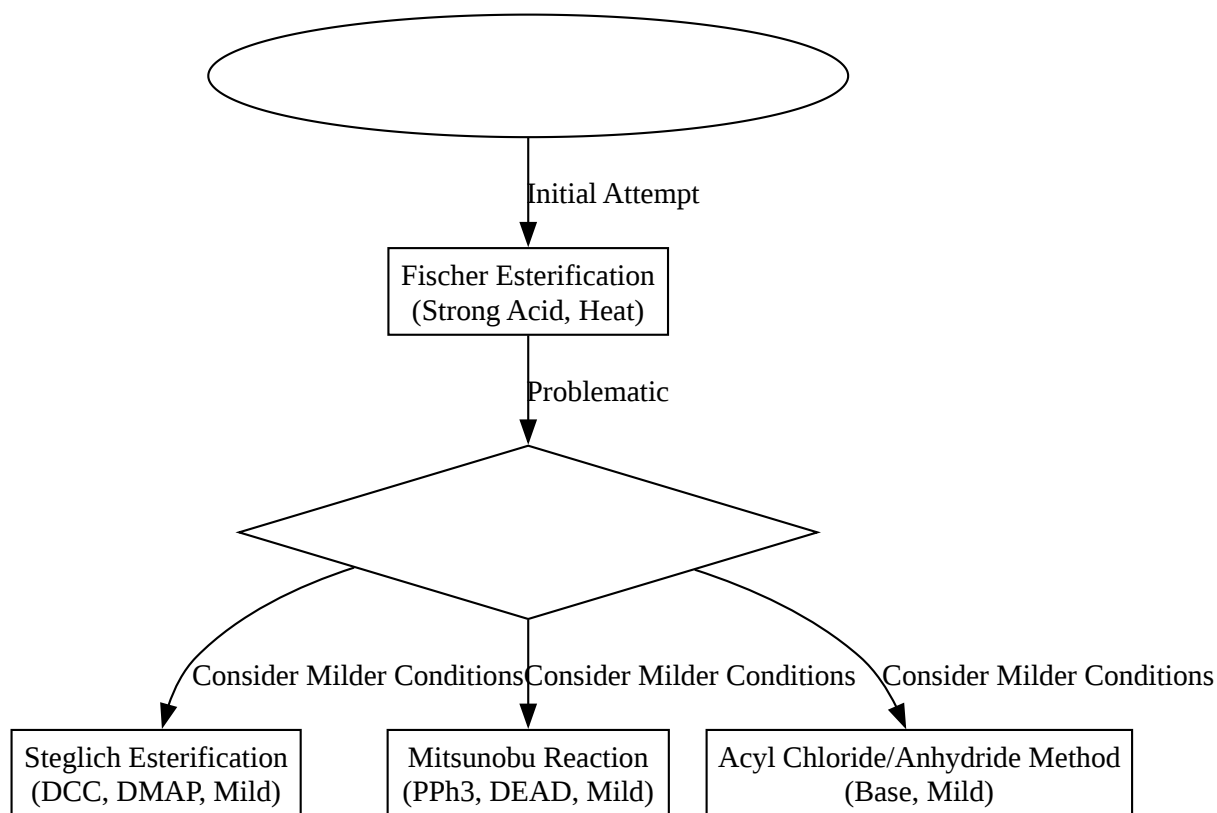 Initial Attempt
Fischer Esterification
(Strong Acid, Heat)
Problematic
Consider Milder Conditions
Consider Milder Conditions
Consider Milder Conditions
Steglich Esterification
(DCC, DMAP, Mild)
Mitsunobu Reaction
(PPh3, DEAD, Mild)
Acyl Chloride/Anhydride Method
(Base, Mild)